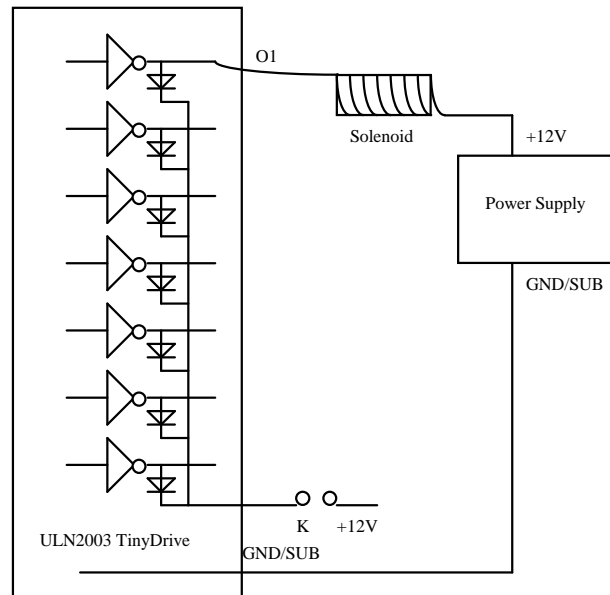 O1
Solenoid
+12V
Power Supply
GND/SUB
K +12V
ULN2003 TinyDrive
GND/SUB